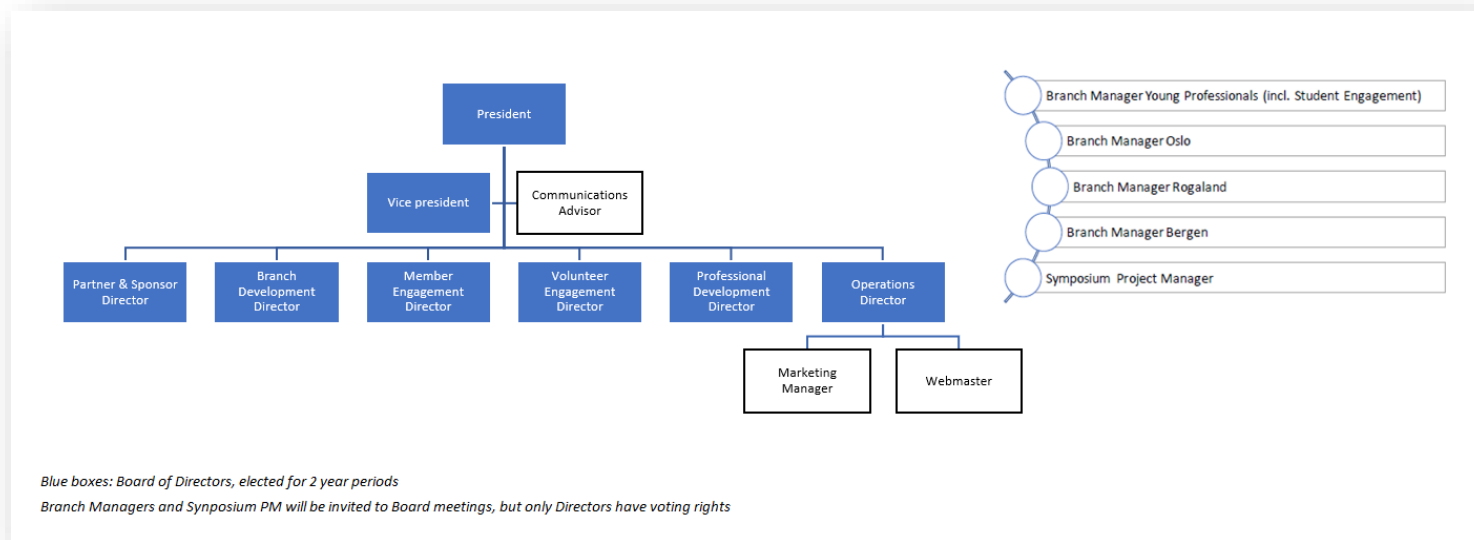 President
Vice president
Communications
Advisor
Partner & Sponsor
Director
Branch
Development
Director
Member
Engagement
Director
Volunteer
Engagement
Director
Professional
Development
Director
Operations
Director
Marketing
Manager
Webmaster
Branch Manager Young Professionals (incl. Student Engagement)
Branch Manager Oslo
Branch Manager Rogaland
Branch Manager Bergen
Symposium Project Manager
Blue boxes: Board of Directors, elected for 2 year periods
Branch Managers and Synposium PM will be invited to Board meetings, but only Directors have voting rights